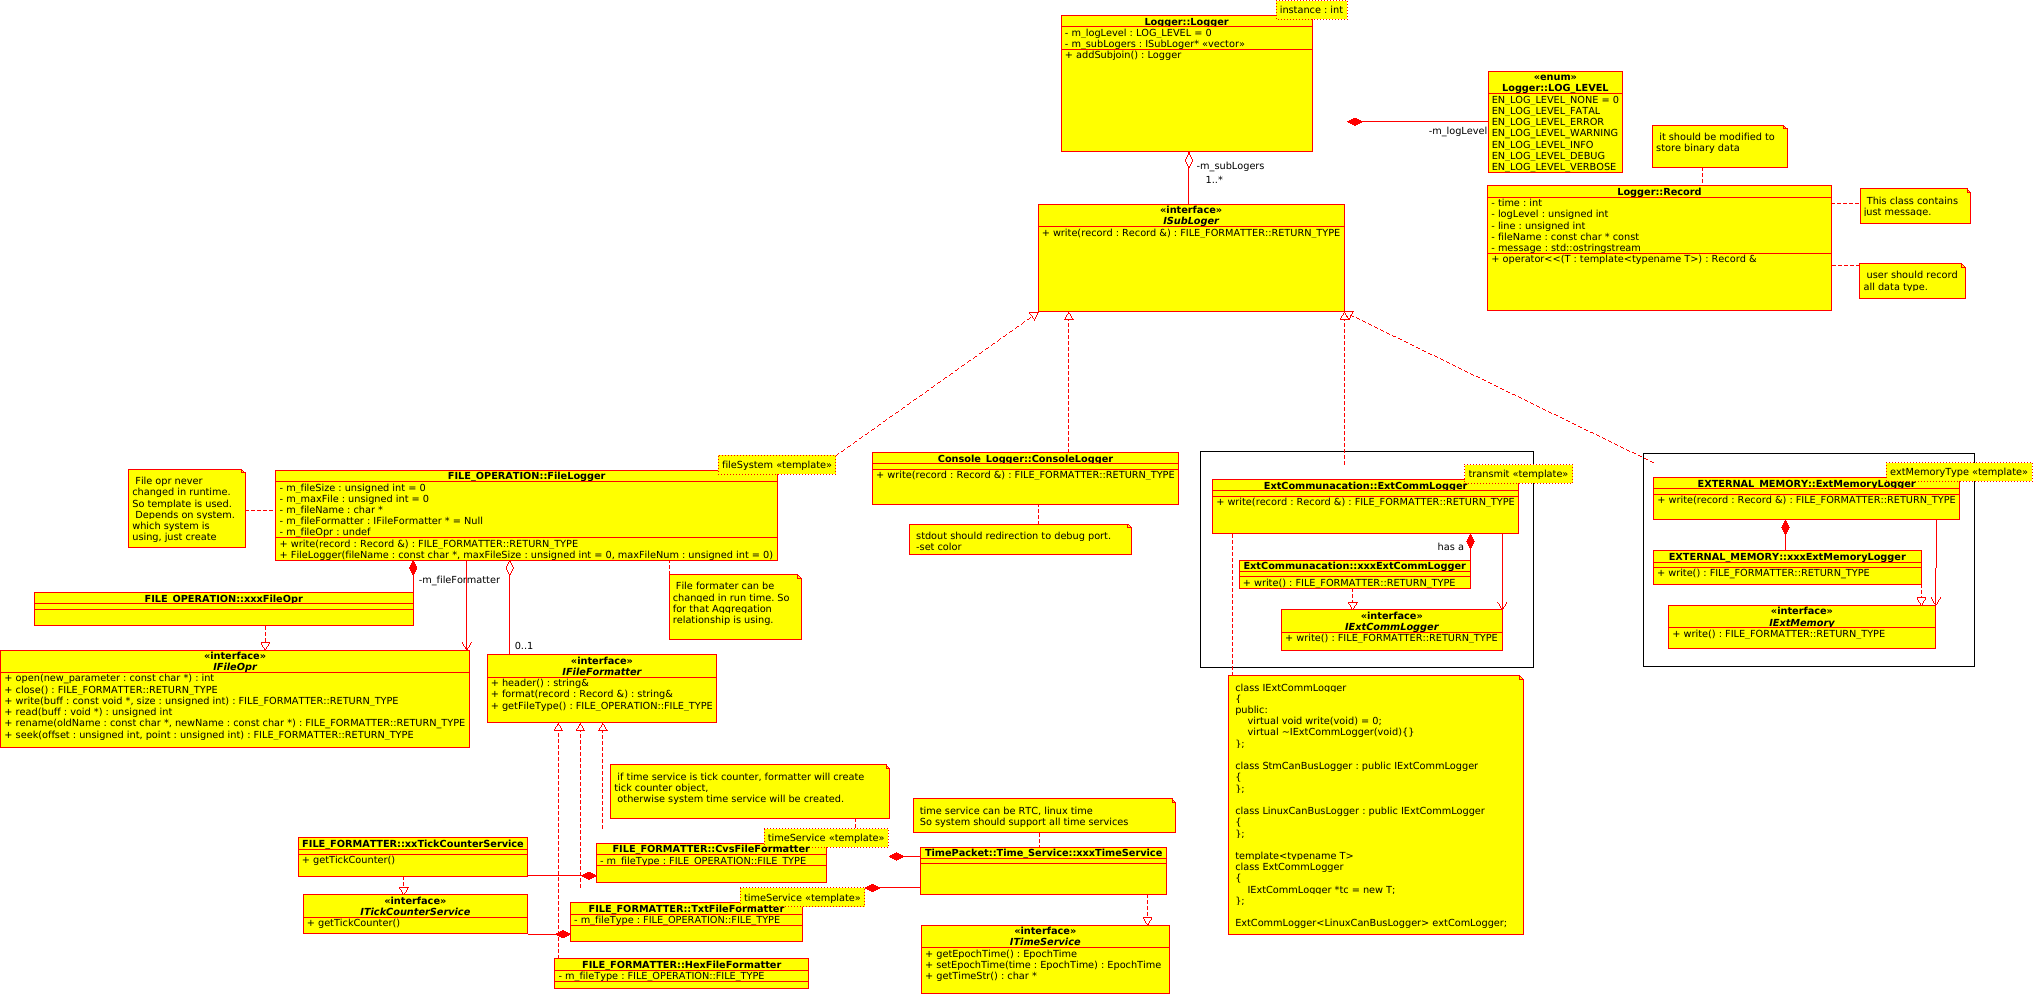 instance : int
Logger::Logger
- m_logLevel : LOG_LEVEL = 0
- m_subLogers : ISubLoger* «vector»
+ addSubjoin() : Logger
«enum»
Logger::LOG_LEVEL
EN_LOG_LEVEL_NONE = 0
EN_LOG_LEVEL_FATAL
EN_LOG_LEVEL_ERROR
EN_LOG_LEVEL_WARNING
EN_LOG_LEVEL_INFO
EN_LOG_LEVEL_DEBUG
EN_LOG_LEVEL_VERBOSE
-m_logLevel
it should be modified to
store binary data
-m_subLogers
1..*
Logger::Record
- time : int
- logLevel : unsigned int
- line : unsigned int
- fileName : const char * const
- message : std::ostringstream
+ operator<<(T : template<typename T>) : Record &
This class contains
just message.
user should record
all data type.
«interface»
ISubLoger
+ write(record : Record &) : FILE_FORMATTER::RETURN_TYPE
fileSystem «template»
FILE_OPERATION::FileLogger
- m_fileSize : unsigned int = 0
- m_maxFile : unsigned int = 0
- m_fileName : char *
- m_fileFormatter : IFileFormatter * = Null
- m_fileOpr : undef
+ write(record : Record &) : FILE_FORMATTER::RETURN_TYPE
+ FileLogger(fileName : const char *, maxFileSize : unsigned int = 0, maxFileNum : unsigned int = 0)
File opr never
changed in runtime.
So template is used.
Depends on system.
which system is
using, just create
Console_Logger::ConsoleLogger
+ write(record : Record &) : FILE_FORMATTER::RETURN_TYPE
stdout should redirection to debug port.
-set color
transmit «template»
ExtCommunacation::ExtCommLogger
+ write(record : Record &) : FILE_FORMATTER::RETURN_TYPE
has a
ExtCommunacation::xxxExtCommLogger
+ write() : FILE_FORMATTER::RETURN_TYPE
«interface»
IExtCommLogger
+ write() : FILE_FORMATTER::RETURN_TYPE
extMemoryType «template»
EXTERNAL_MEMORY::ExtMemoryLogger
+ write(record : Record &) : FILE_FORMATTER::RETURN_TYPE
EXTERNAL_MEMORY::xxxExtMemoryLogger
+ write() : FILE_FORMATTER::RETURN_TYPE
«interface»
IExtMemory
+ write() : FILE_FORMATTER::RETURN_TYPE
-m_fileFormatter
File formater can be
changed in run time. So
for that Aggregation
relationship is using.
FILE_OPERATION::xxxFileOpr
0..1
«interface»
IFileOpr
+ open(new_parameter : const char *) : int
+ close() : FILE_FORMATTER::RETURN_TYPE
+ write(buff : const void *, size : unsigned int) : FILE_FORMATTER::RETURN_TYPE
+ read(buff : void *) : unsigned int
+ rename(oldName : const char *, newName : const char *) : FILE_FORMATTER::RETURN_TYPE
+ seek(offset : unsigned int, point : unsigned int) : FILE_FORMATTER::RETURN_TYPE
«interface»
IFileFormatter
+ header() : string&
+ format(record : Record &) : string&
+ getFileType() : FILE_OPERATION::FILE_TYPE
class IExtCommLogger
{
public:
virtual void write(void) = 0;
virtual ~IExtCommLogger(void){}
};
class StmCanBusLogger : public IExtCommLogger
{
};
class LinuxCanBusLogger : public IExtCommLogger
{
};
template<typename T>
class ExtCommLogger
{
IExtCommLogger *tc = new T;
};
ExtCommLogger<LinuxCanBusLogger> extComLogger;
if time service is tick counter, formatter will create
tick counter object,
otherwise system time service will be created.
time service can be RTC, linux time
So system should support all time services
timeService «template»
FILE_FORMATTER::xxTickCounterService
+ getTickCounter()
FILE_FORMATTER::CvsFileFormatter
- m_fileType : FILE_OPERATION::FILE_TYPE
TimePacket::Time_Service::xxxTimeService
timeService «template»
«interface»
ITickCounterService
+ getTickCounter()
FILE_FORMATTER::TxtFileFormatter
- m_fileType : FILE_OPERATION::FILE_TYPE
«interface»
ITimeService
+ getEpochTime() : EpochTime
+ setEpochTime(time : EpochTime) : EpochTime
+ getTimeStr() : char *
FILE_FORMATTER::HexFileFormatter
- m_fileType : FILE_OPERATION::FILE_TYPE